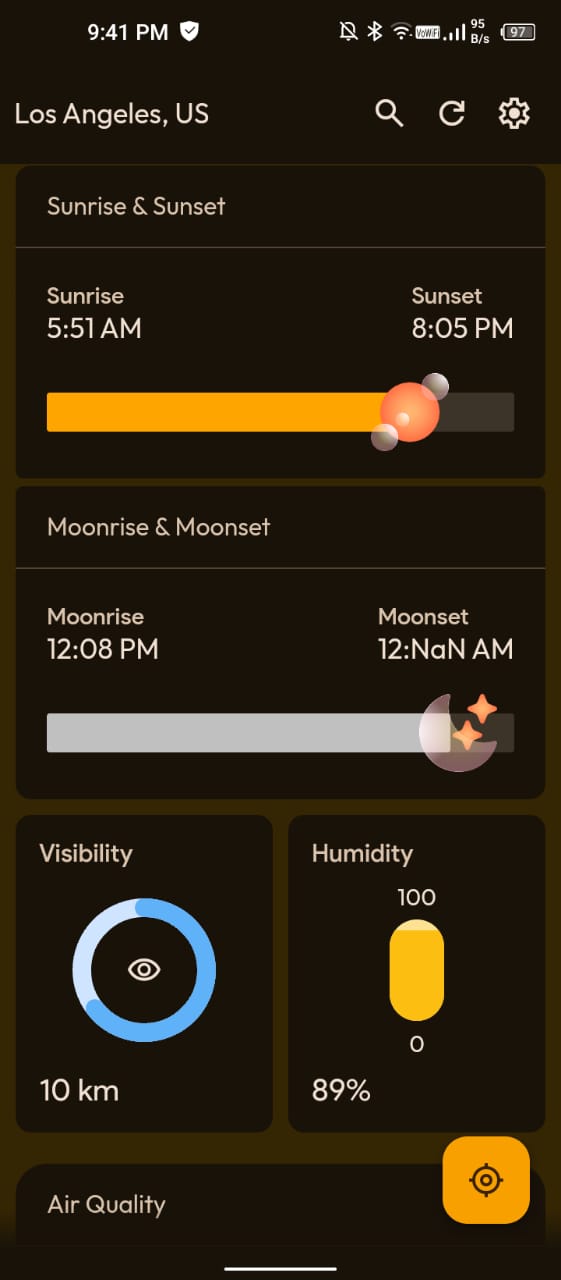 9:41 PM VoWiFi 95 B/s 97
Los Angeles, US
Sunrise & Sunset
Sunrise Sunset
5:51 AM 8:05 PM
Moonrise & Moonset
Moonrise Moonset
12:08 PM 12:NaN AM
Visibility
10 km
Humidity
100
0
89%
Air Quality